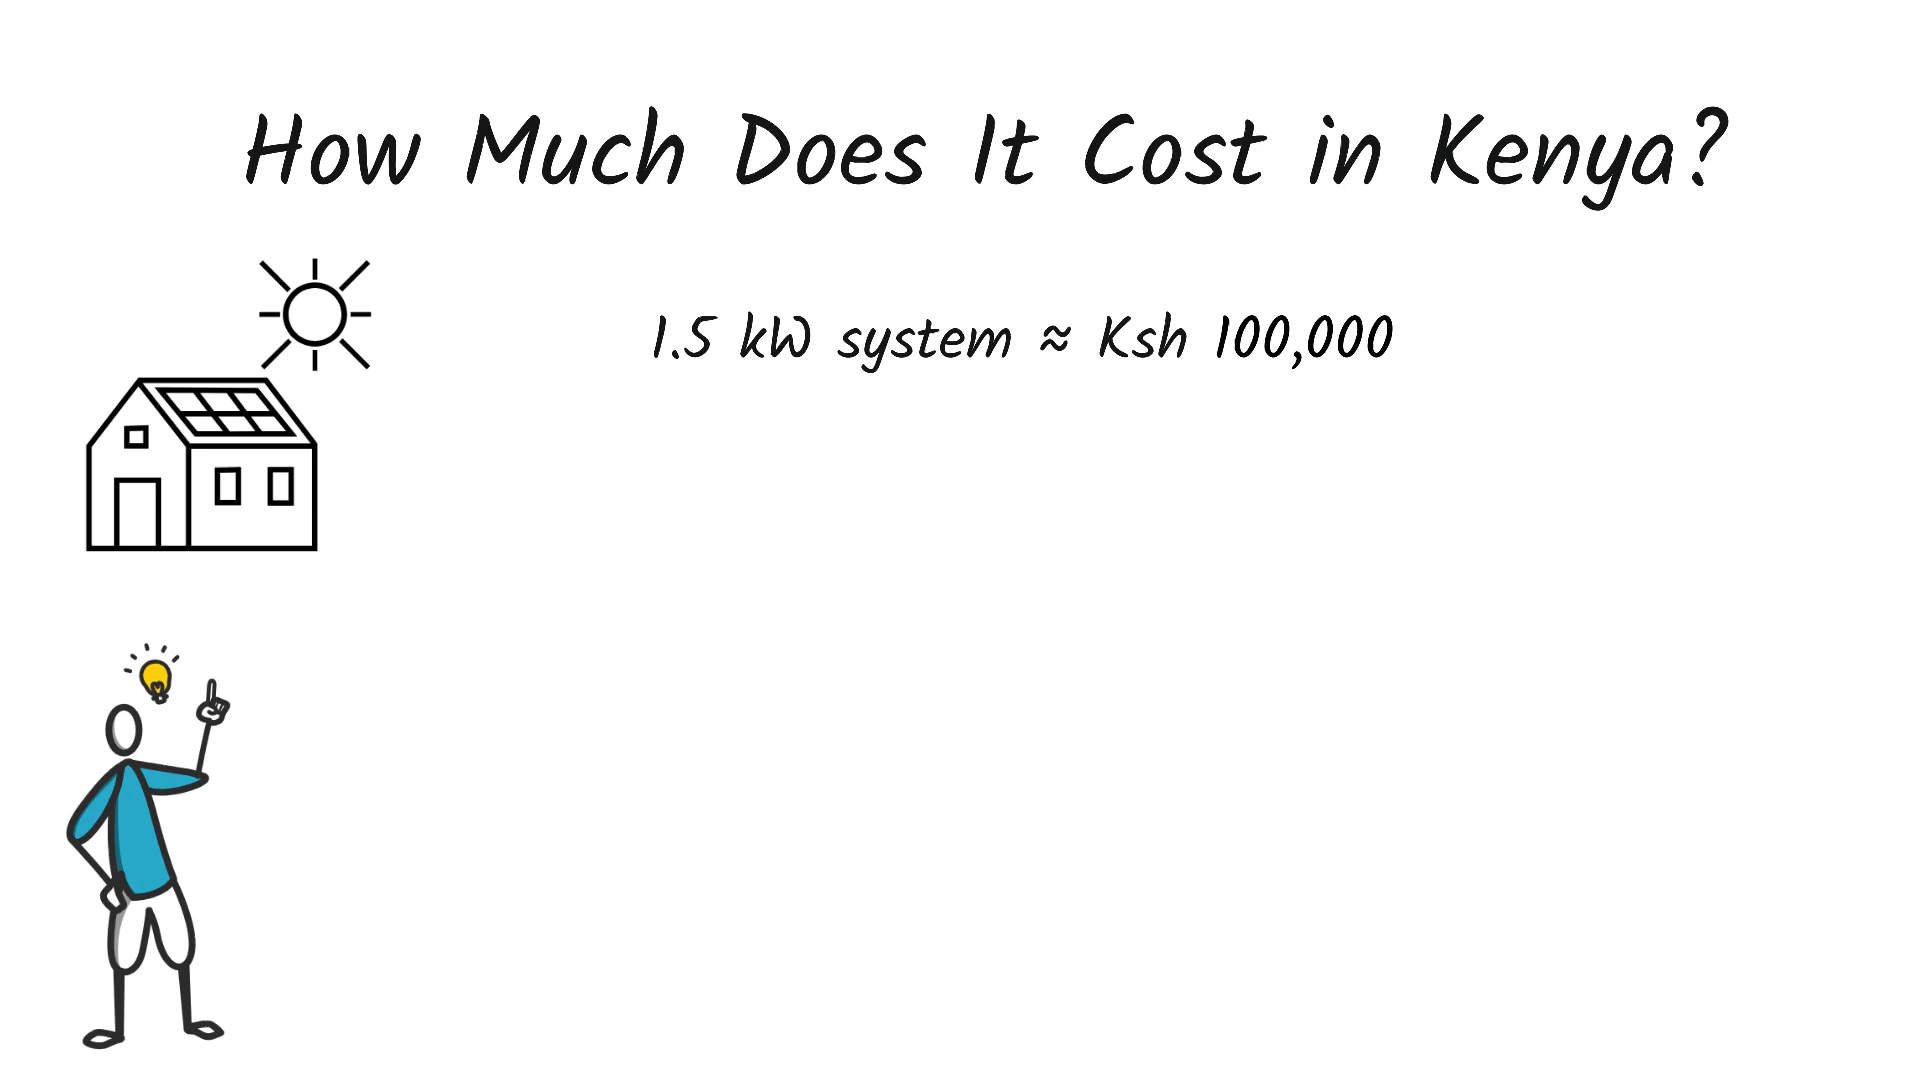 How Much Does It Cost in Kenya?
1.5 kW system ≈ Ksh 100,000